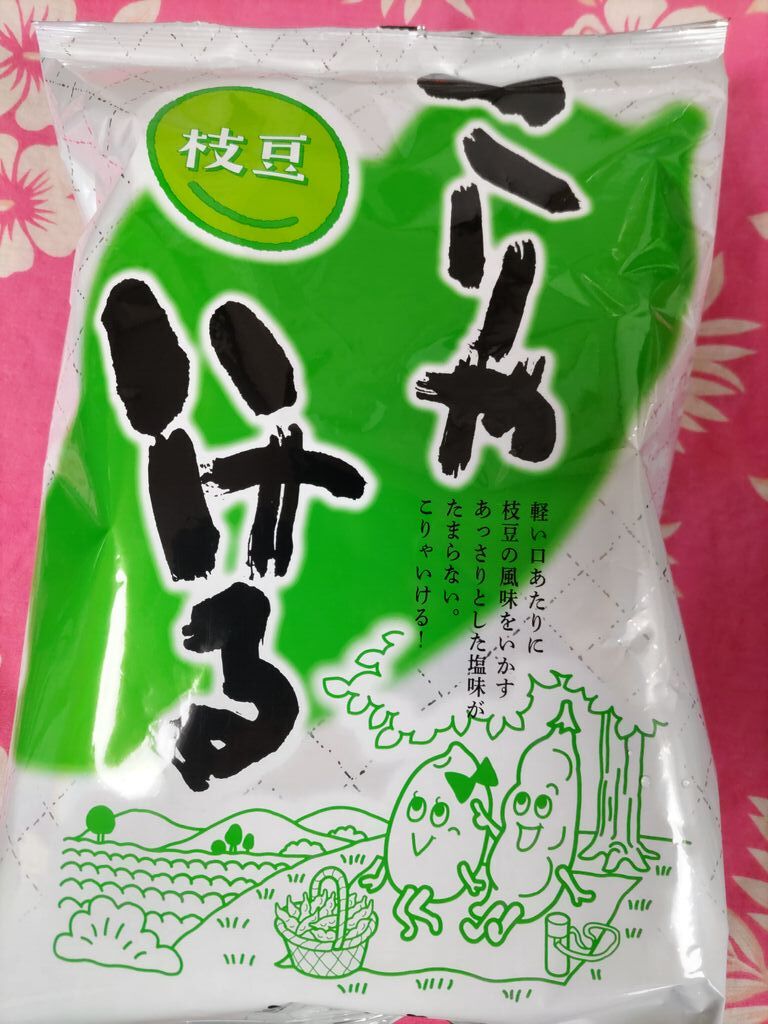 枝豆
こりゃ
いける
軽い口あたりに
枝豆の風味をいかす
あっさりとした塩味が
たまらない。
こりゃいける！